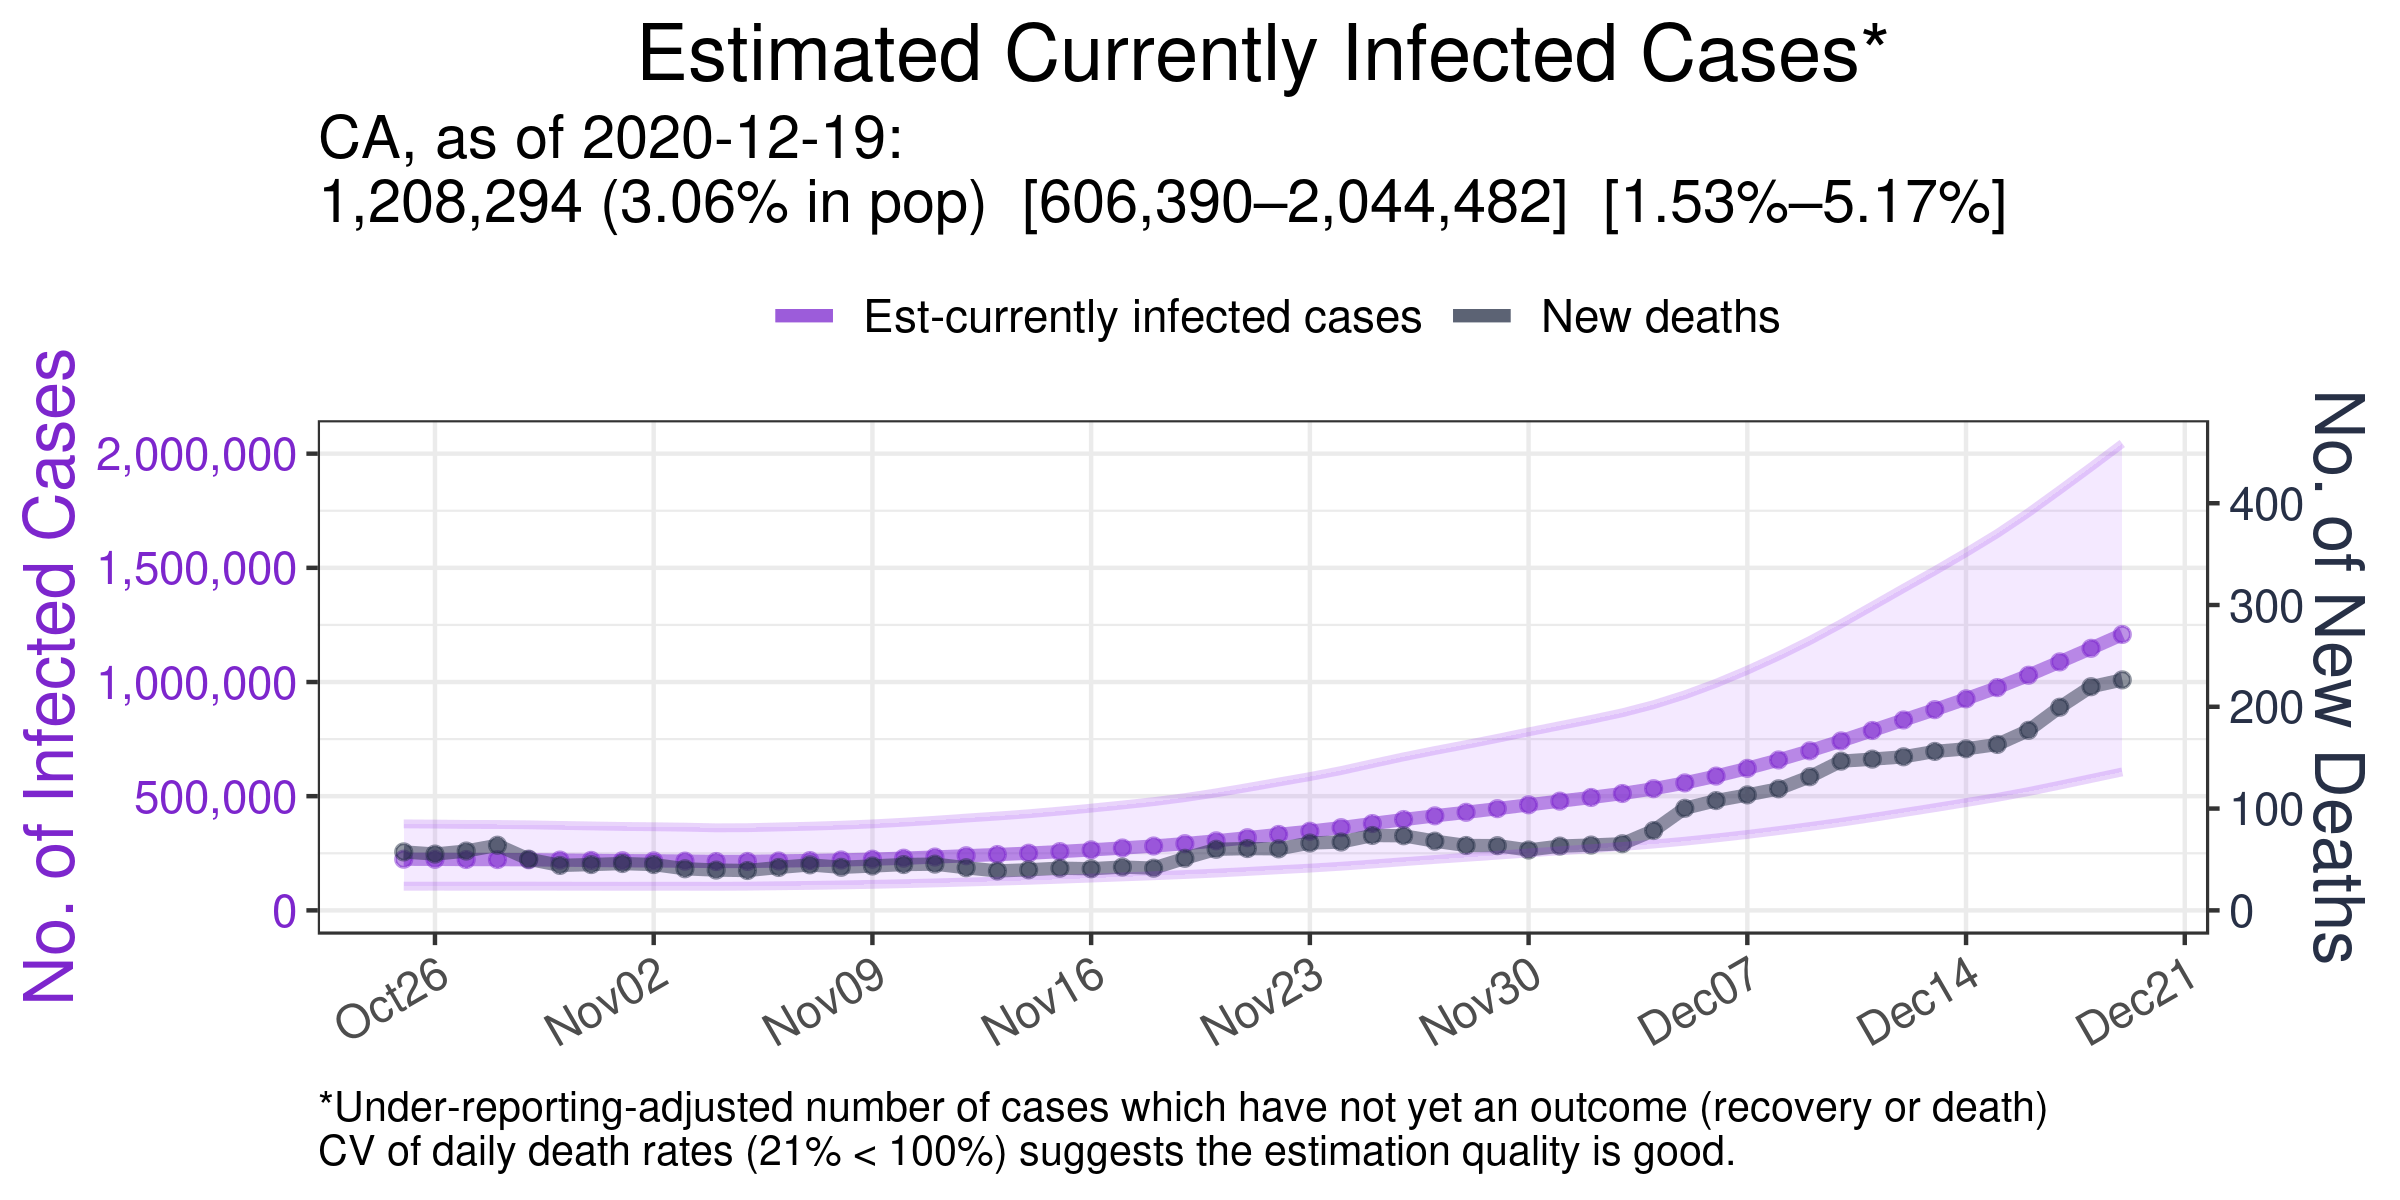 Estimated Currently Infected Cases*
CA, as of 2020-12-19:
1,208,294 (3.06% in pop)  [606,390–2,044,482]  [1.53%–5.17%]
Est-currently infected cases
New deaths
No. of Infected Cases
2,000,000
1,500,000
1,000,000
500,000
0
400
300
200
100
0
No. of New Deaths
Oct26
Nov02
Nov09
Nov16
Nov23
Nov30
Dec07
Dec14
Dec21
*Under-reporting-adjusted number of cases which have not yet an outcome (recovery or death)
CV of daily death rates (21% < 100%) suggests the estimation quality is good.